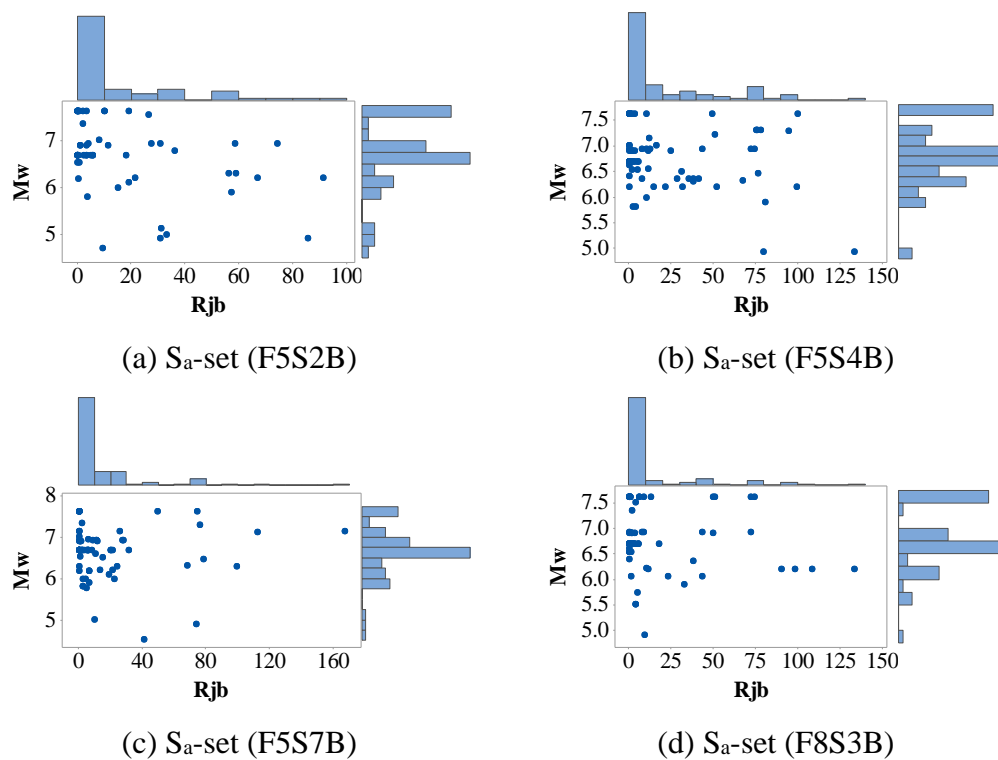 7
6
5
Mw
0 20 40 60 80 100
Rjb
(a) Sa-set (F5S2B)
7.5
7.0
6.5
6.0
5.5
5.0
Mw
0 25 50 75 100 125 150
Rjb
(b) Sa-set (F5S4B)
8
7
6
5
Mw
0 40 80 120 160
Rjb
(c) Sa-set (F5S7B)
7.5
7.0
6.5
6.0
5.5
5.0
Mw
0 25 50 75 100 125 150
Rjb
(d) Sa-set (F8S3B)